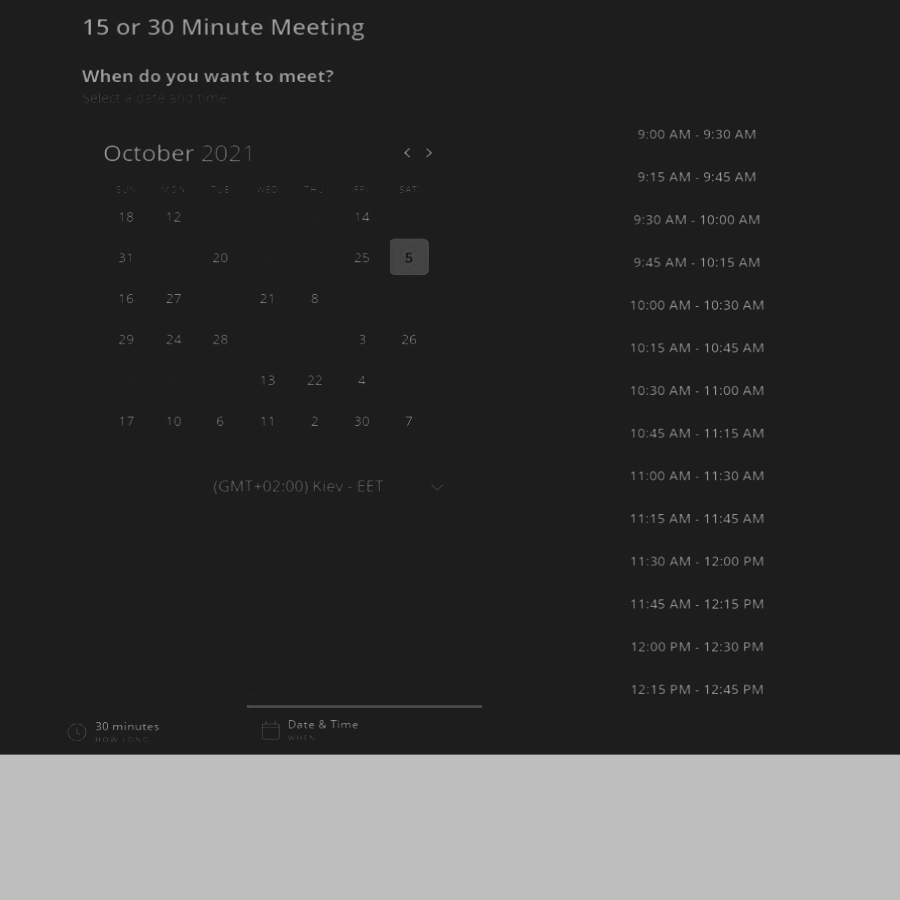 15 or 30 Minute Meeting
When do you want to meet?
Select a date and time
October 2021
SUN MON TUE WED THU FRI SAT
18 12 14
31 20 25 5
16 27 21 8
29 24 28 3 26
13 22 4
17 10 6 11 2 30 7
(GMT+02:00) Kiev - EET
9:00 AM - 9:30 AM
9:15 AM - 9:45 AM
9:30 AM - 10:00 AM
9:45 AM - 10:15 AM
10:00 AM - 10:30 AM
10:15 AM - 10:45 AM
10:30 AM - 11:00 AM
10:45 AM - 11:15 AM
11:00 AM - 11:30 AM
11:15 AM - 11:45 AM
11:30 AM - 12:00 PM
11:45 AM - 12:15 PM
12:00 PM - 12:30 PM
12:15 PM - 12:45 PM
30 minutes
HOW LONG
Date & Time
WHEN